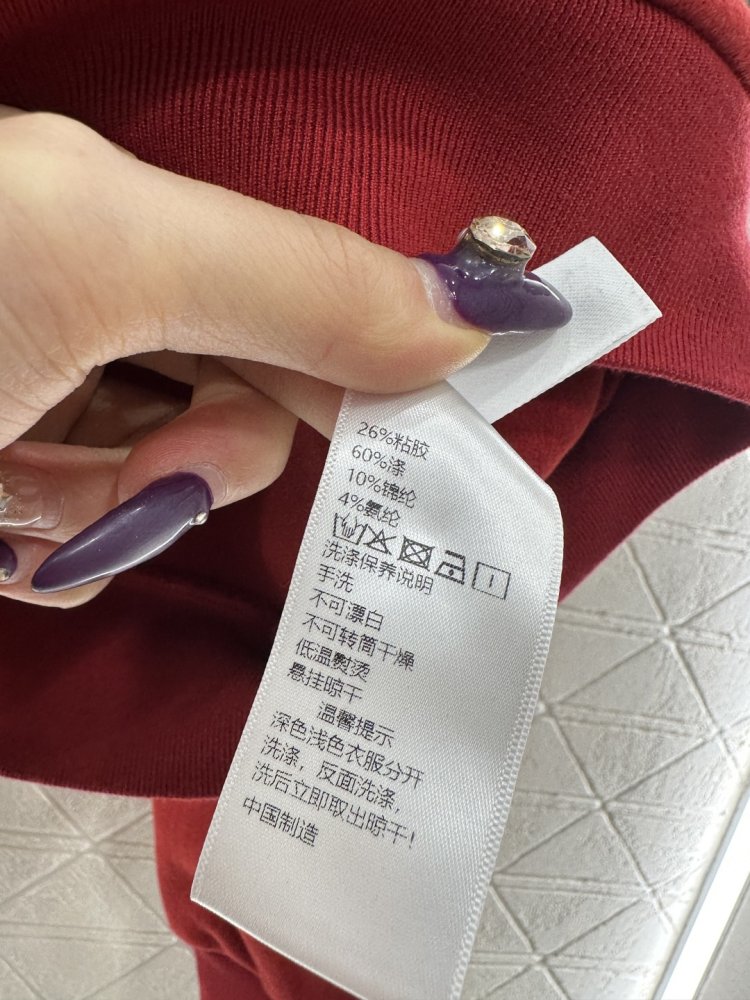 26%粘胶
60%涤
10%锦纶
4%氨纶
洗涤保养说明
手洗
不可漂白
不可转筒干燥
低温熨烫
悬挂晾干
温馨提示
深色浅色衣服分开
洗涤，反面洗涤，
洗后立即取出晾干！
中国制造